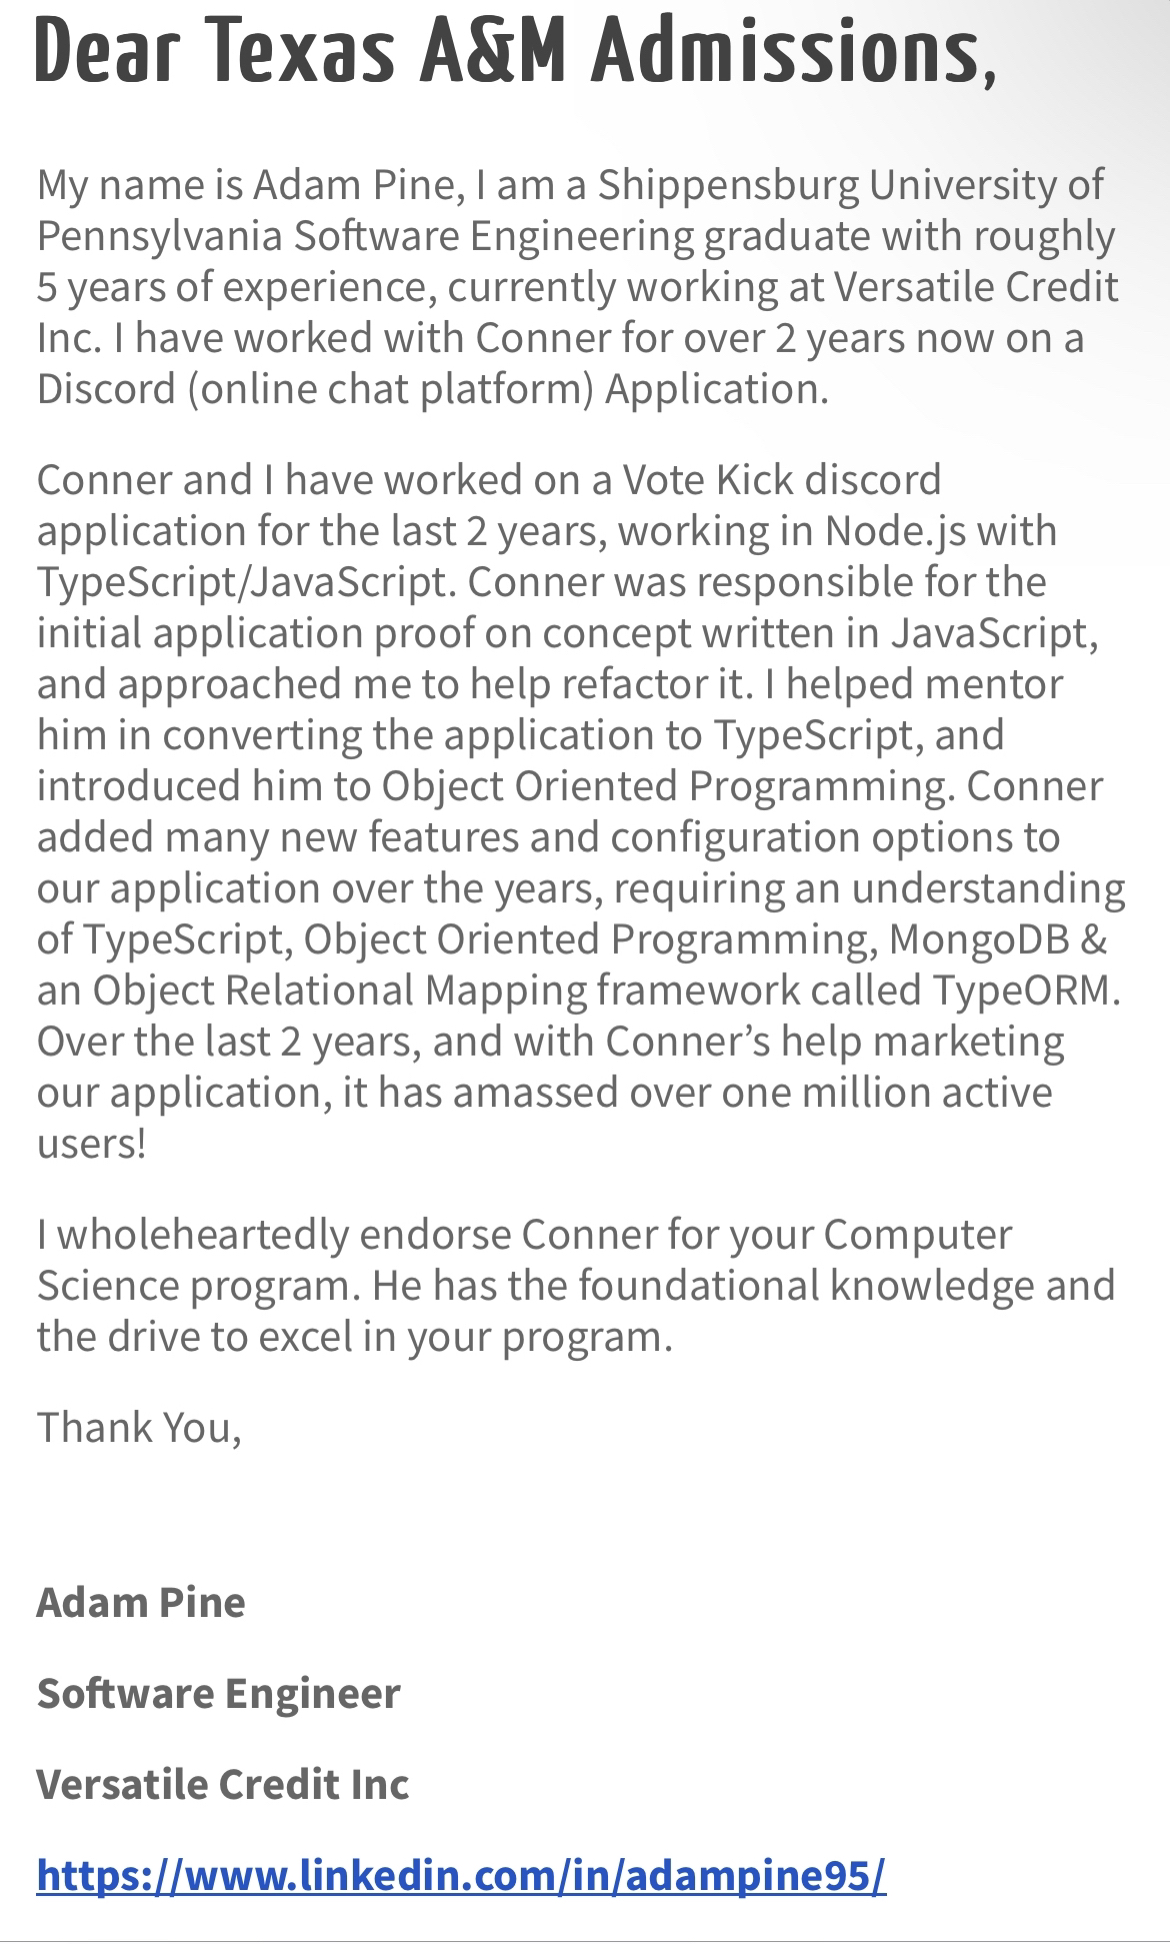 Dear Texas A&M Admissions,
My name is Adam Pine, I am a Shippensburg University of
Pennsylvania Software Engineering graduate with roughly
5 years of experience, currently working at Versatile Credit
Inc. I have worked with Conner for over 2 years now on a
Discord (online chat platform) Application.
Conner and I have worked on a Vote Kick discord
application for the last 2 years, working in Node.js with
TypeScript/JavaScript. Conner was responsible for the
initial application proof on concept written in JavaScript,
and approached me to help refactor it. I helped mentor
him in converting the application to TypeScript, and
introduced him to Object Oriented Programming. Conner
added many new features and configuration options to
our application over the years, requiring an understanding
of TypeScript, Object Oriented Programming, MongoDB &
an Object Relational Mapping framework called TypeORM.
Over the last 2 years, and with Conner’s help marketing
our application, it has amassed over one million active
users!
I wholeheartedly endorse Conner for your Computer
Science program. He has the foundational knowledge and
the drive to excel in your program.
Thank You,
Adam Pine
Software Engineer
Versatile Credit Inc
https://www.linkedin.com/in/adampine95/